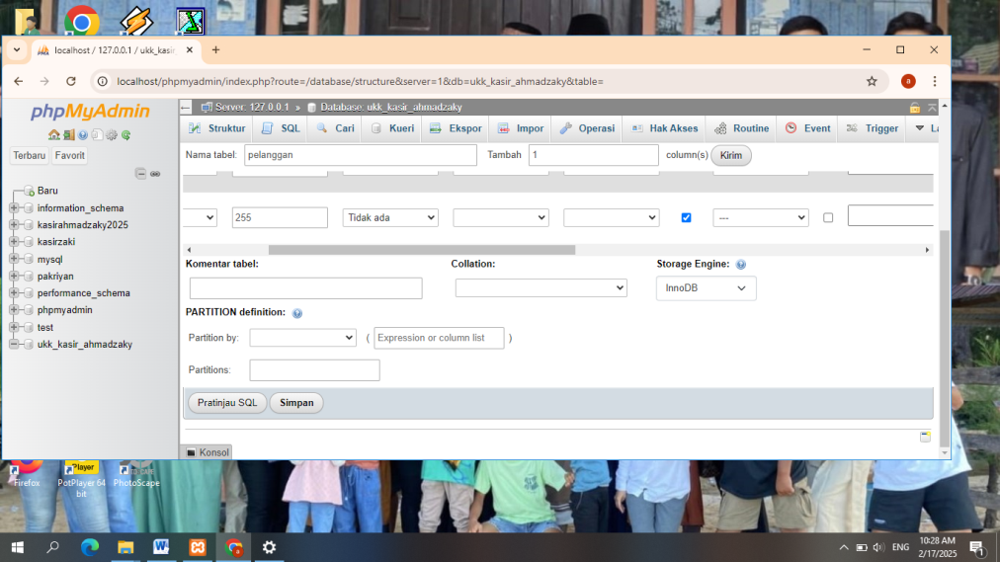 localhost / 127.0.0.1 / ukk_kasir
localhost/phpmyadmin/index.php?route=/database/structure&server=1&db=ukk_kasir_ahmadzaky&table=
a
phpMyAdmin
Server: 127.0.0.1 » Database: ukk_kasir_ahmadzaky
Struktur SQL Cari Kueri Ekspor Impor Operasi Hak Akses Routine Event Trigger
Terbaru Favorit
Nama tabel: pelanggan Tambah 1 column(s) Kirim
Baru
information_schema
kasirahmadzaky2025
kasirzaki
mysql
pakriyan
performance_schema
phpmyadmin
test
ukk_kasir_ahmadzaky
255 Tidak ada ---
Komentar tabel: Collation: Storage Engine:
InnoDB
PARTITION definition:
Partition by: ( Expression or column list )
Partitions:
Pratinjau SQL Simpan
Konsol
Firefox
PotPlayer 64 bit
PhotoScape
ENG
10:28 AM
2/17/2025
1